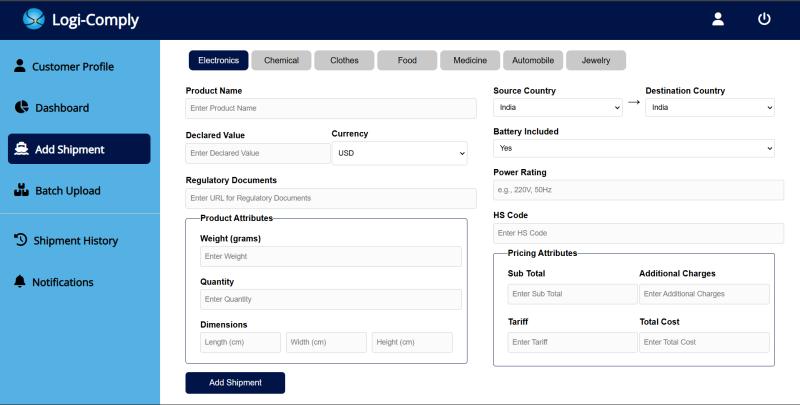 Logi-Comply
Customer Profile
Dashboard
Add Shipment
Batch Upload
Shipment History
Notifications
Electronics Chemical Clothes Food Medicine Automobile Jewelry
Product Name
Enter Product Name
Declared Value Currency
Enter Declared Value USD
Regulatory Documents
Enter URL for Regulatory Documents
Product Attributes
Weight (grams)
Enter Weight
Quantity
Enter Quantity
Dimensions
Length (cm) Width (cm) Height (cm)
Add Shipment
Source Country → Destination Country
India India
Battery Included
Yes
Power Rating
e.g., 220V, 50Hz
HS Code
Enter HS Code
Pricing Attributes
Sub Total Additional Charges
Enter Sub Total Enter Additional Charges
Tariff Total Cost
Enter Tariff Enter Total Cost